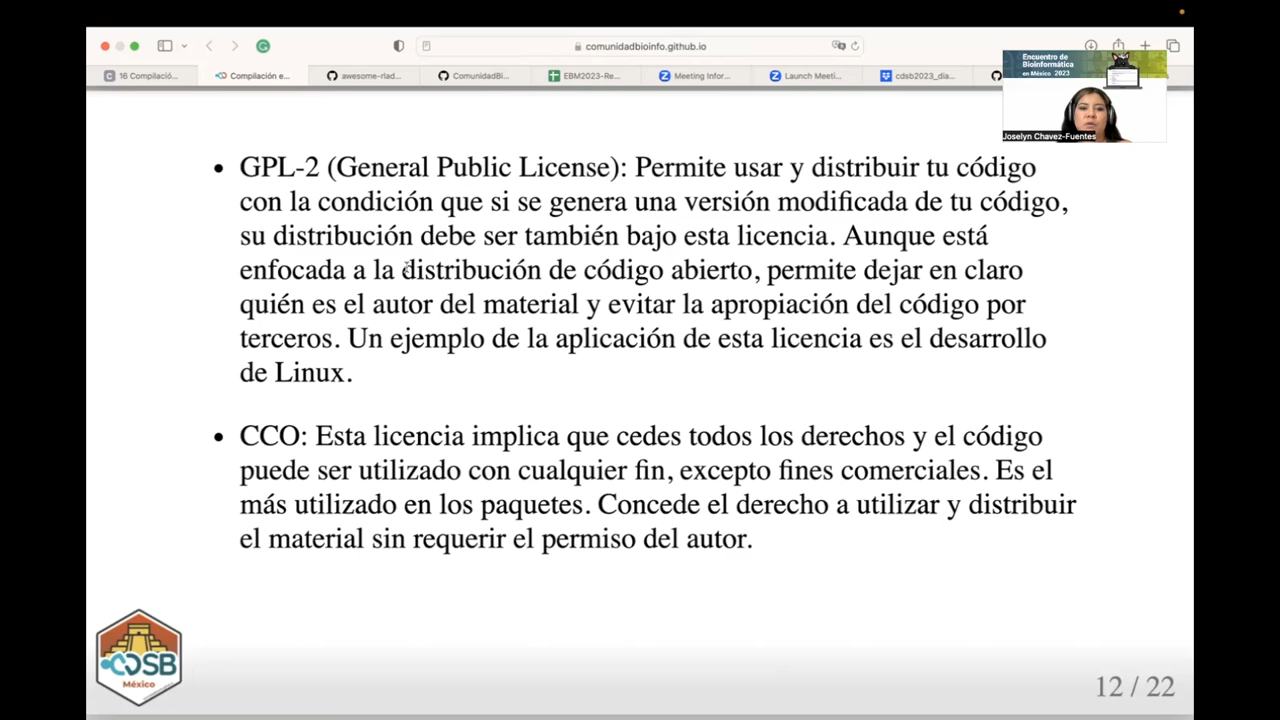 comunidadbioinfo.github.io
16 Compilació...
Compilación e...
awesome-rlad...
ComunidadBi...
EBM2023-Re...
Meeting Infor...
Launch Meeti...
cdsb2023_dia...
Encuentro de
Bioinformática
en México 2023
Joselyn Chavez-Fuentes
• GPL-2 (General Public License): Permite usar y distribuir tu código
con la condición que si se genera una versión modificada de tu código,
su distribución debe ser también bajo esta licencia. Aunque está
enfocada a la distribución de código abierto, permite dejar en claro
quién es el autor del material y evitar la apropiación del código por
terceros. Un ejemplo de la aplicación de esta licencia es el desarrollo
de Linux.
• CCO: Esta licencia implica que cedes todos los derechos y el código
puede ser utilizado con cualquier fin, excepto fines comerciales. Es el
más utilizado en los paquetes. Concede el derecho a utilizar y distribuir
el material sin requerir el permiso del autor.
CDSB
México
12 / 22